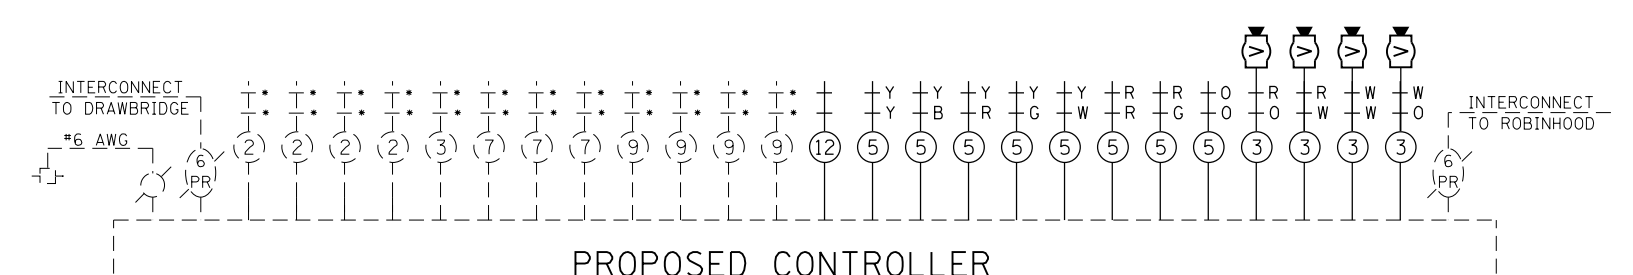 INTERCONNECT
TO DRAWBRIDGE
#6 AWG
* * * * * * * * * * * * Y Y Y Y Y R R O R R W W
* * * * * * * * * * * * Y B R G W R G O O W W O
6
PR
2 2 2 2 3 7 7 7 9 9 9 9 12 5 5 5 5 5 5 5 5 3 3 3 3
> > > >
INTERCONNECT
TO ROBINHOOD
6
PR
PROPOSED CONTROLLER